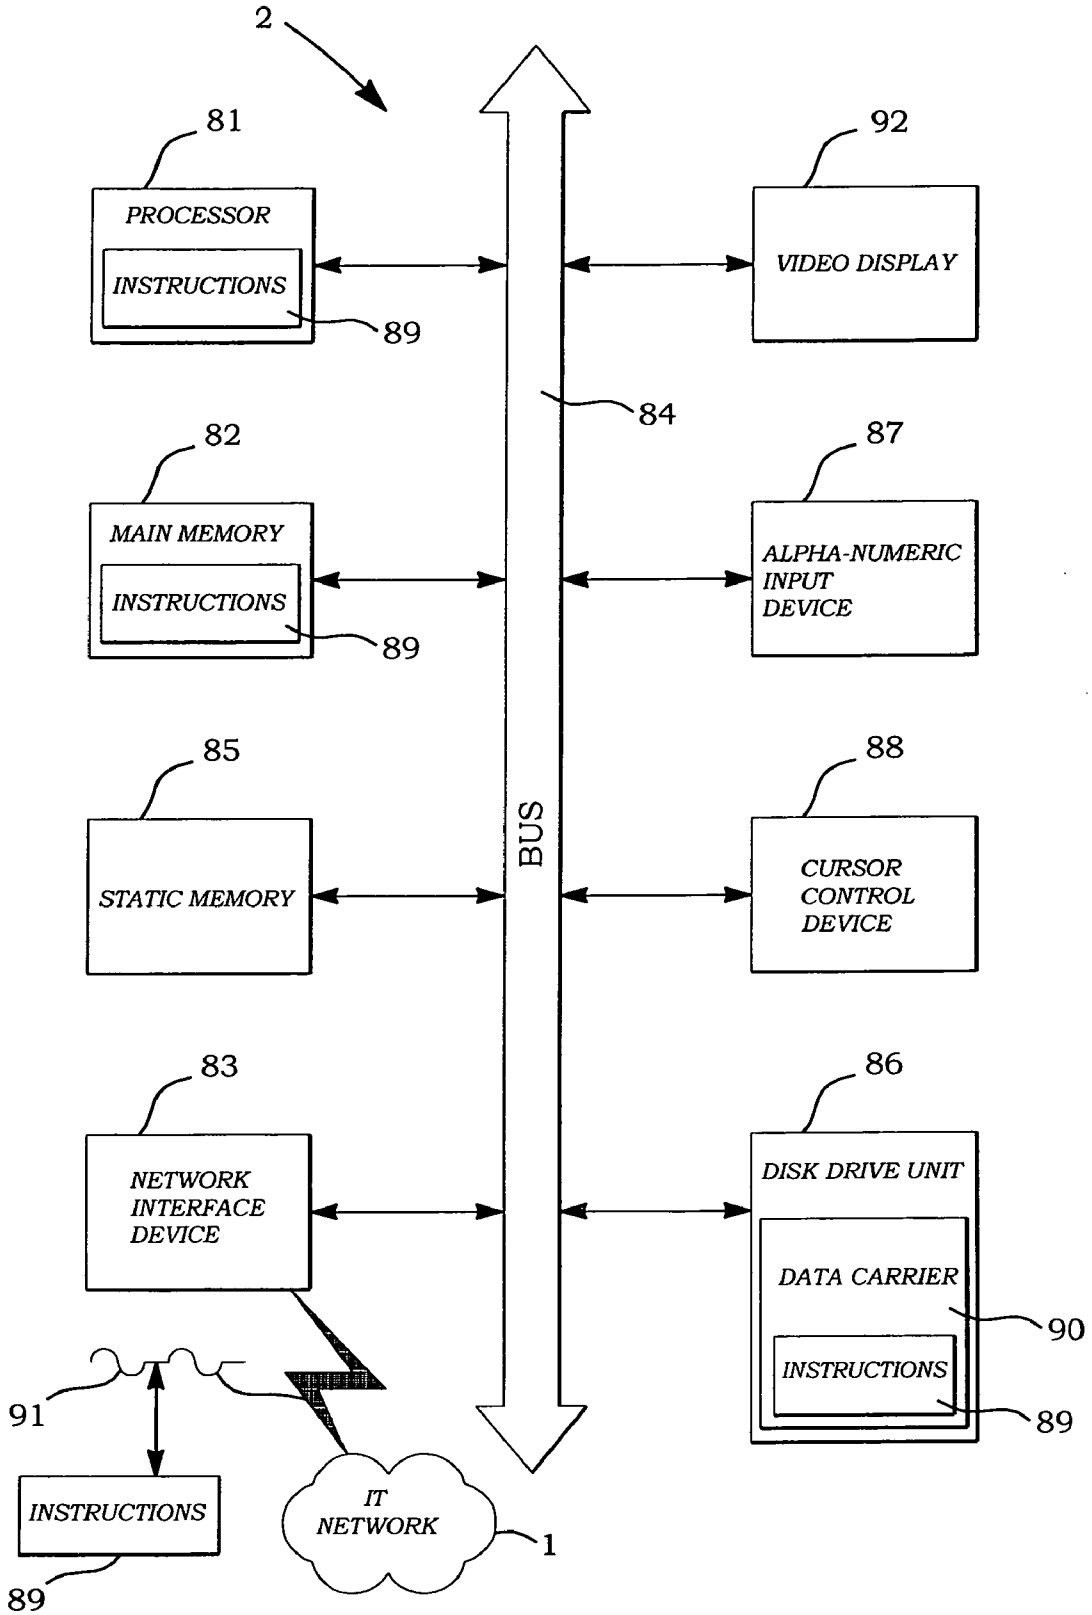 2
81
92
PROCESSOR
INSTRUCTIONS
89
VIDEO DISPLAY
84
82
87
MAIN MEMORY
INSTRUCTIONS
89
ALPHA-NUMERIC
INPUT
DEVICE
85
88
STATIC MEMORY
BUS
CURSOR
CONTROL
DEVICE
83
86
NETWORK
INTERFACE
DEVICE
DISK DRIVE UNIT
DATA CARRIER
90
INSTRUCTIONS
89
91
INSTRUCTIONS
89
IT
NETWORK
1